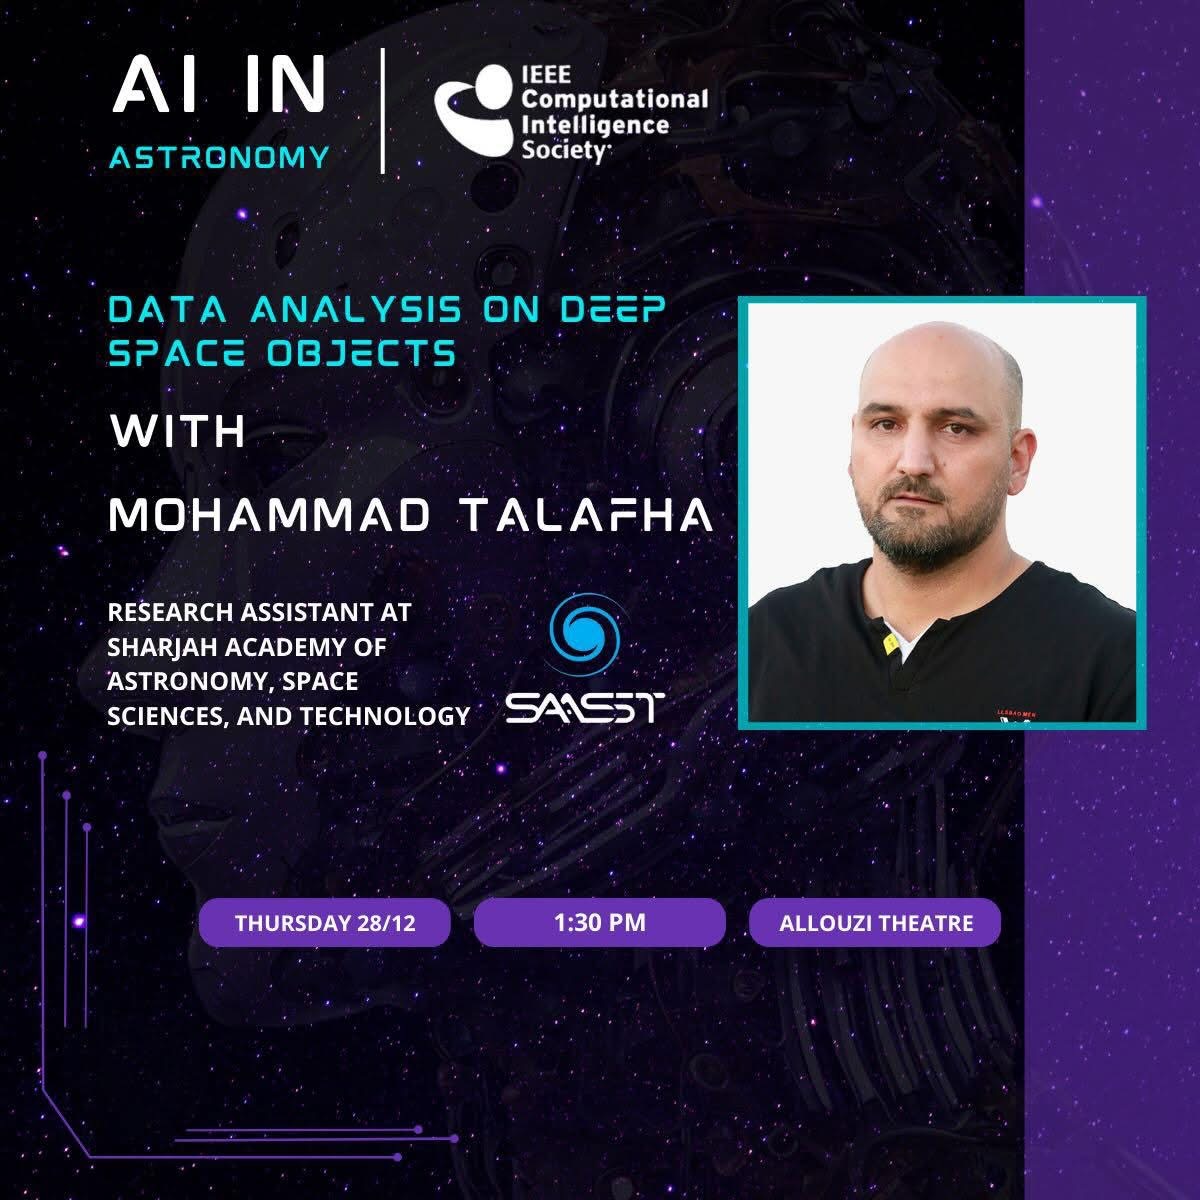 AI IN
ASTRONOMY
IEEE
Computational
Intelligence
Society
DATA ANALYSIS ON DEEP
SPACE OBJECTS
WITH
MOHAMMAD TALAFHA
RESEARCH ASSISTANT AT
SHARJAH ACADEMY OF
ASTRONOMY, SPACE
SCIENCES, AND TECHNOLOGY
SAASST
THURSDAY 28/12
1:30 PM
ALLOUZI THEATRE